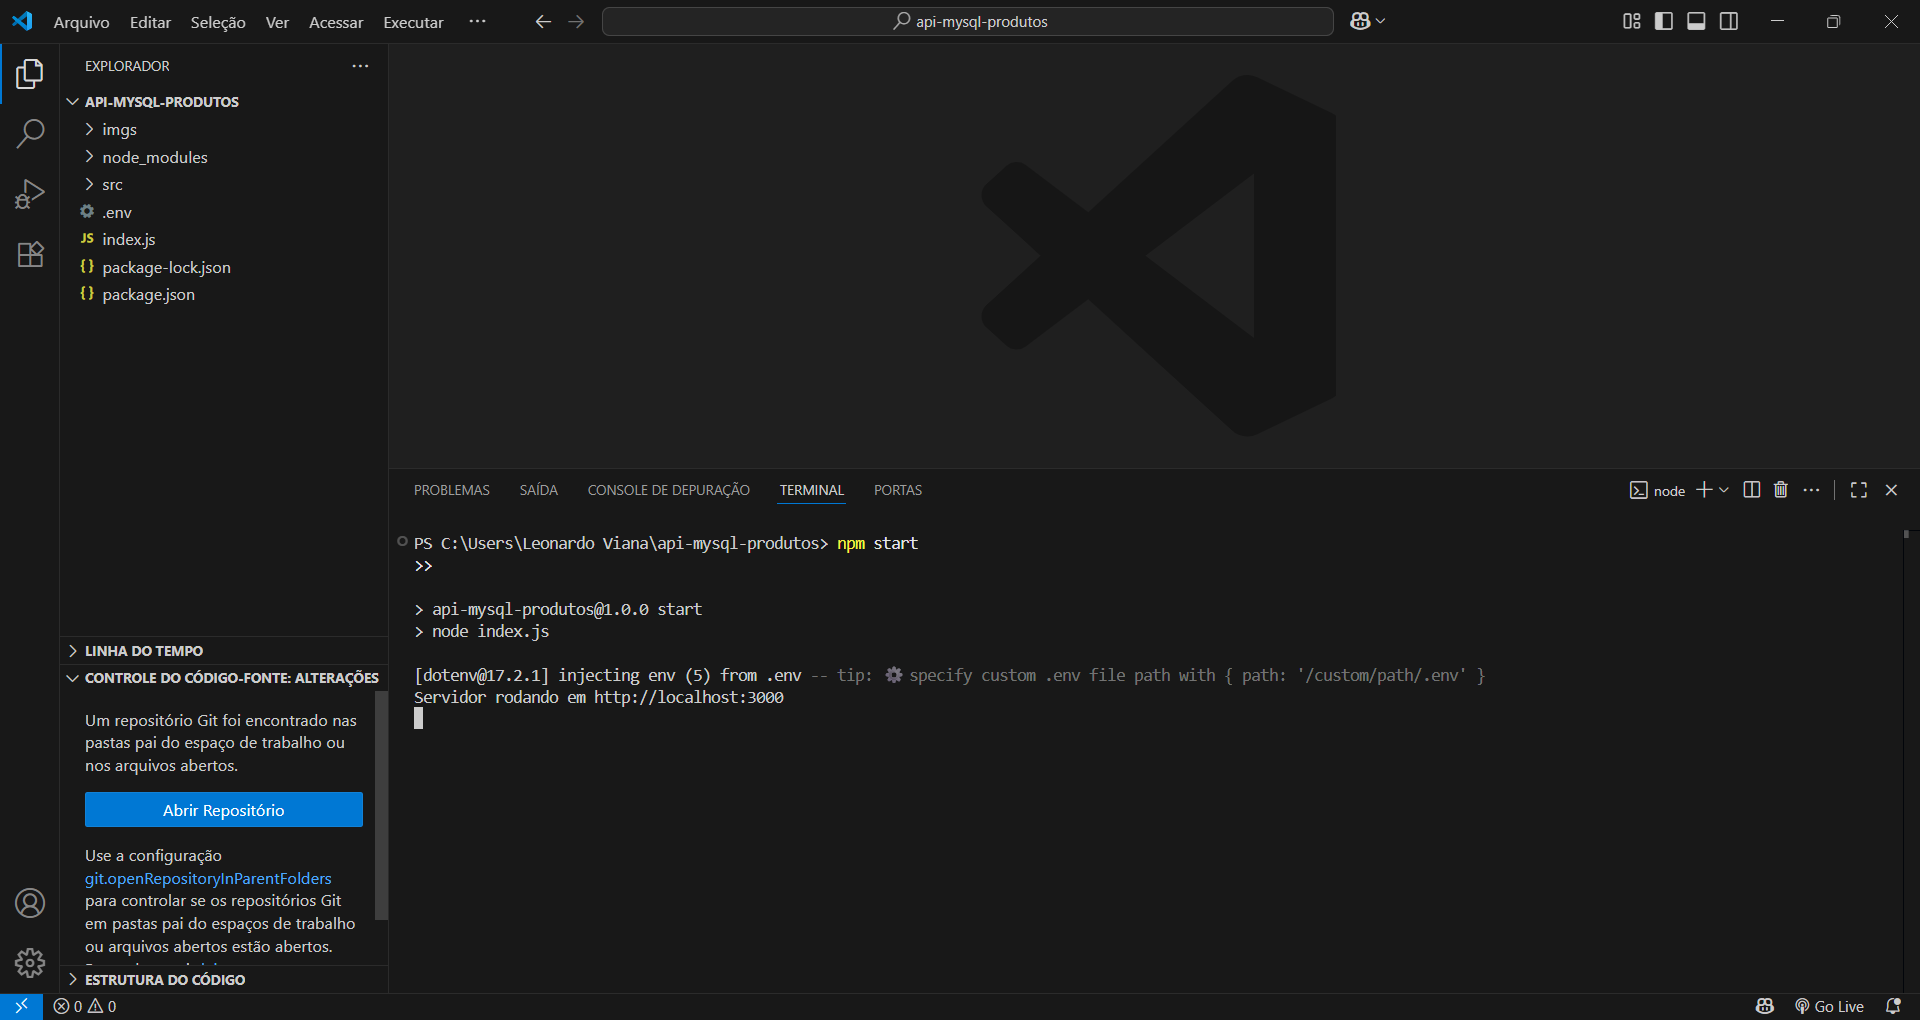 Arquivo Editar Seleção Ver Acessar Executar ··· api-mysql-produtos
EXPLORADOR ···
API-MYSQL-PRODUTOS
imgs
node_modules
src
.env
JS index.js
{} package-lock.json
{} package.json
LINHA DO TEMPO
CONTROLE DO CÓDIGO-FONTE: ALTERAÇÕES
Um repositório Git foi encontrado nas
pastas pai do espaço de trabalho ou
nos arquivos abertos.
Abrir Repositório
Use a configuração
git.openRepositoryInParentFolders
para controlar se os repositórios Git
em pastas pai do espaços de trabalho
ou arquivos abertos estão abertos.
ESTRUTURA DO CÓDIGO
PROBLEMAS SAÍDA CONSOLE DE DEPURAÇÃO TERMINAL PORTAS node
PS C:\Users\Leonardo Viana\api-mysql-produtos> npm start
>>
> api-mysql-produtos@1.0.0 start
> node index.js
[dotenv@17.2.1] injecting env (5) from .env -- tip: ⚙️ specify custom .env file path with { path: '/custom/path/.env' }
Servidor rodando em http://localhost:3000
0 0 Go Live